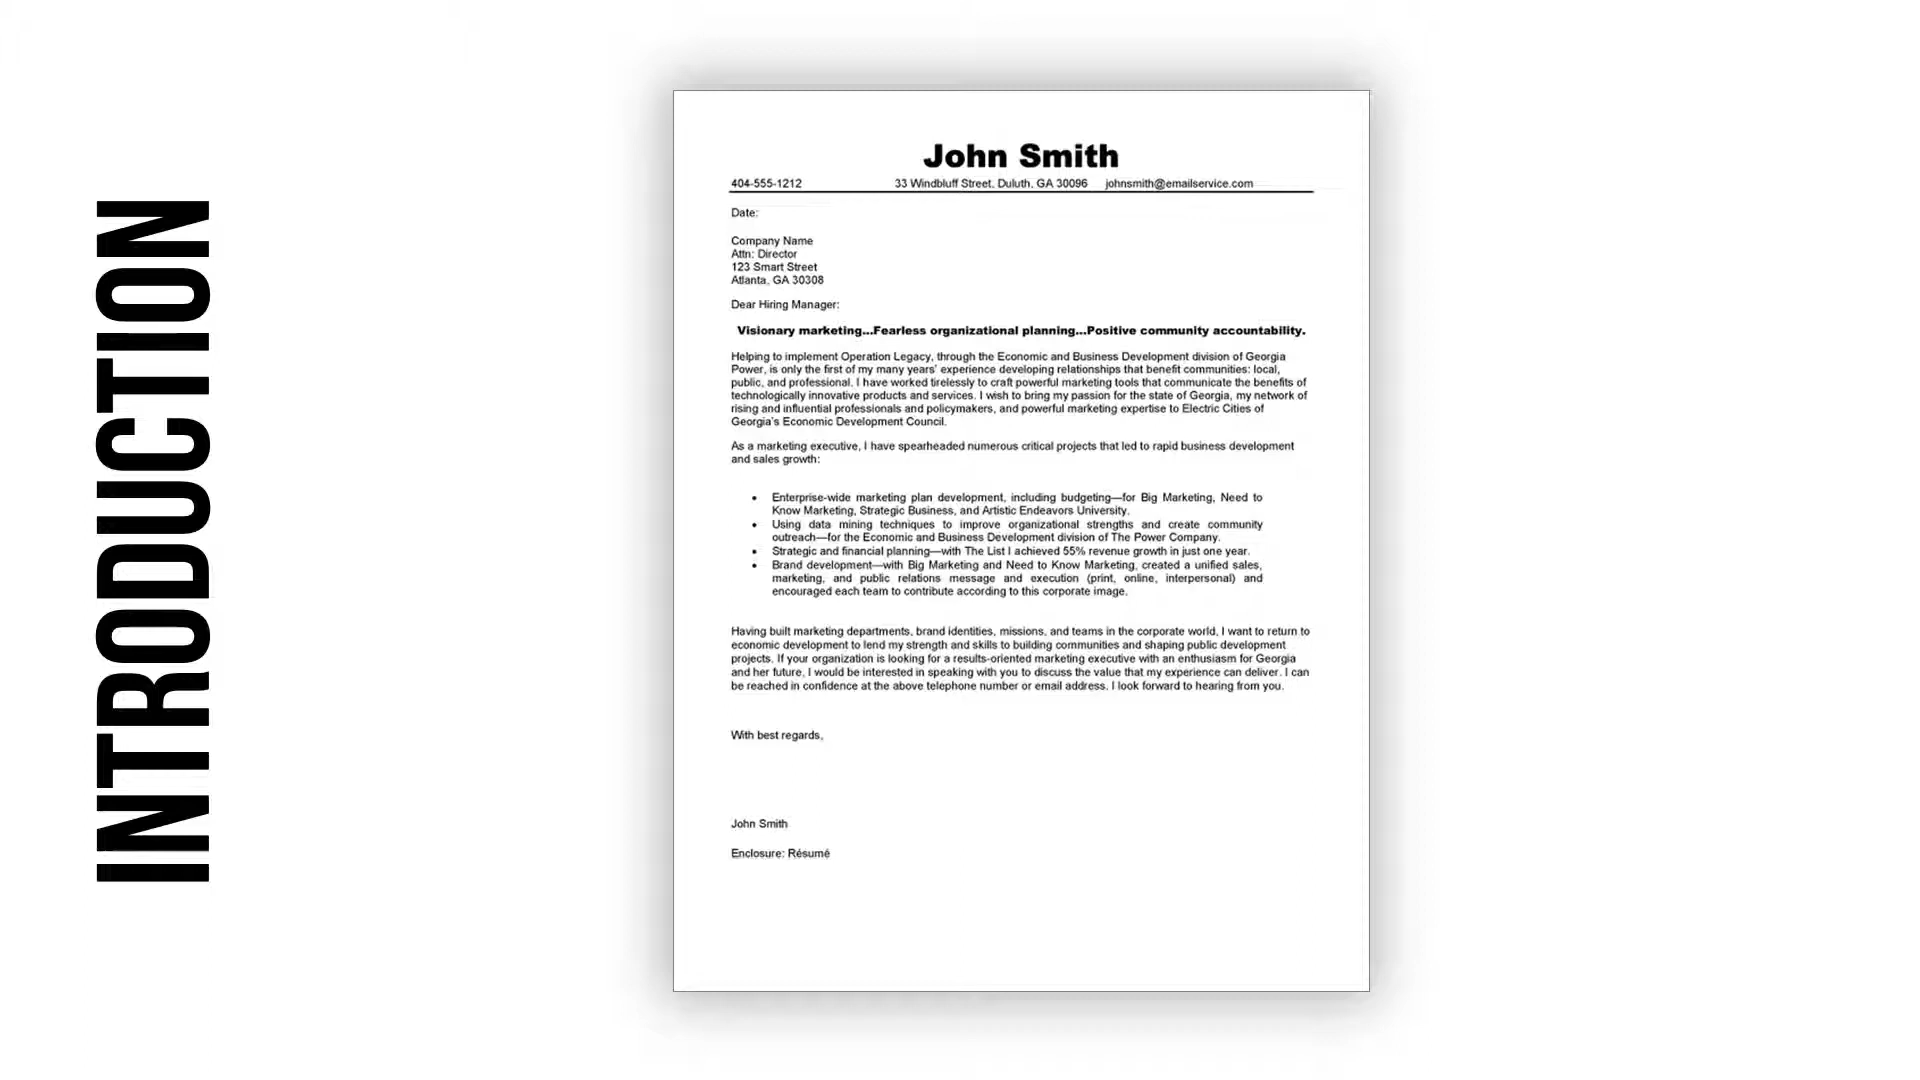 INTRODUCTION
John Smith
404-555-1212 33 Windbluff Street, Duluth, GA 30096 johnsmith@emailservice.com
Date:
Company Name
Attn: Director
123 Smart Street
Atlanta, GA 30308
Dear Hiring Manager:
Visionary marketing...Fearless organizational planning...Positive community accountability.
Helping to implement Operation Legacy, through the Economic and Business Development division of Georgia
Power, is only the first of my many years' experience developing relationships that benefit communities: local,
public, and professional. I have worked tirelessly to craft powerful marketing tools that communicate the benefits of
technologically innovative products and services. I wish to bring my passion for the state of Georgia, my network of
rising and influential professionals and policymakers, and powerful marketing expertise to Electric Cities of
Georgia's Economic Development Council.
As a marketing executive, I have spearheaded numerous critical projects that led to rapid business development
and sales growth:
• Enterprise-wide marketing plan development, including budgeting—for Big Marketing, Need to
Know Marketing, Strategic Business, and Artistic Endeavors University.
• Using data mining techniques to improve organizational strengths and create community
outreach—for the Economic and Business Development division of The Power Company.
• Strategic and financial planning—with The List I achieved 55% revenue growth in just one year.
• Brand development—with Big Marketing and Need to Know Marketing, created a unified sales,
marketing, and public relations message and execution (print, online, interpersonal) and
encouraged each team to contribute according to this corporate image.
Having built marketing departments, brand identities, missions, and teams in the corporate world, I want to return to
economic development to lend my strength and skills to building communities and shaping public development
projects. If your organization is looking for a results-oriented marketing executive with an enthusiasm for Georgia
and her future, I would be interested in speaking with you to discuss the value that my experience can deliver. I can
be reached in confidence at the above telephone number or email address. I look forward to hearing from you.
With best regards,
John Smith
Enclosure: Résumé